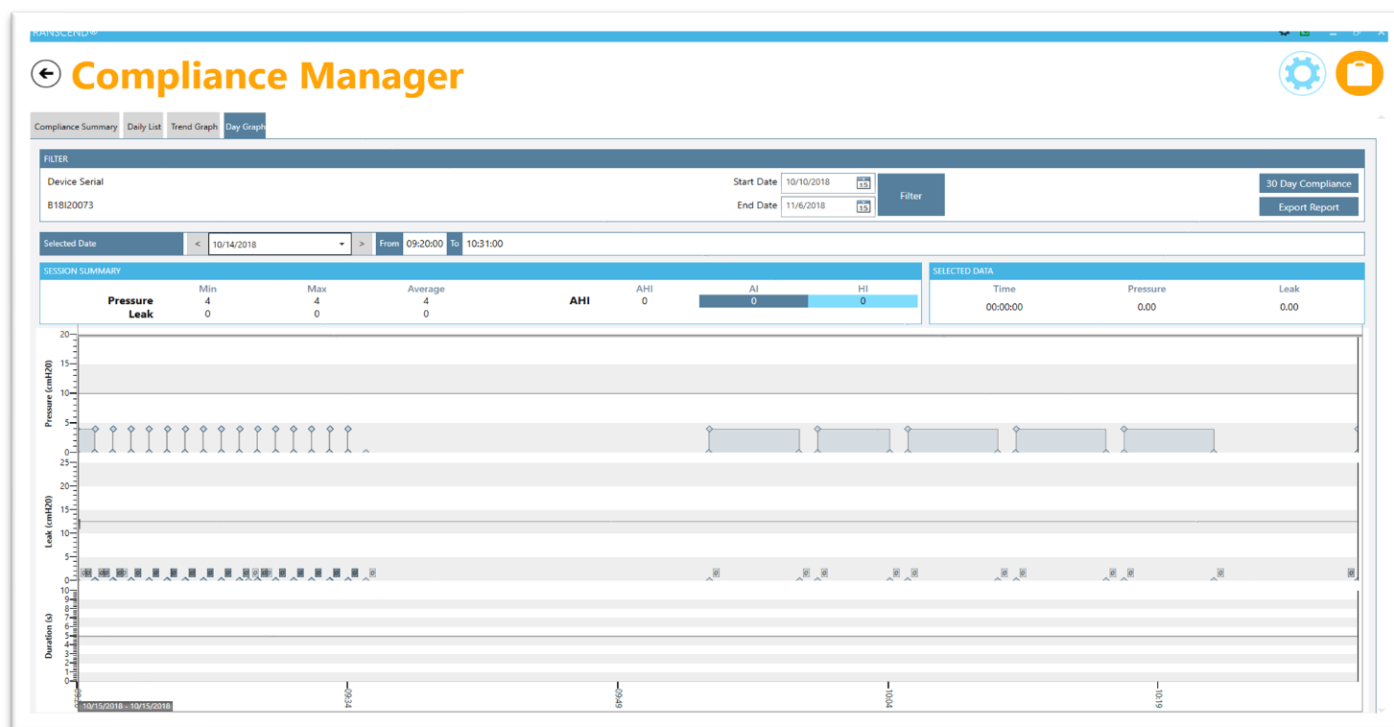 RANSCEND®
Compliance Manager
Compliance Summary Daily List Trend Graph Day Graph
FILTER
Device Serial
B18I20073
Start Date 10/10/2018 15
End Date 11/6/2018 15
Filter
30 Day Compliance
Export Report
Selected Date < 10/14/2018 > From 09:20:00 To 10:31:00
SESSION SUMMARY
Min Max Average AHI AI HI
Pressure 4 4 4 AHI 0 0 0
Leak 0 0 0
SELECTED DATA
Time Pressure Leak
00:00:00 0.00 0.00
Pressure (cmH20)
20
15
10
5
0
Leak (cmH20)
25
20
15
10
5
0
Duration (s)
10
9
8
7
6
5
4
3
2
1
0
09:34 09:49 10:04 10:19
10/15/2018 - 10/15/2018